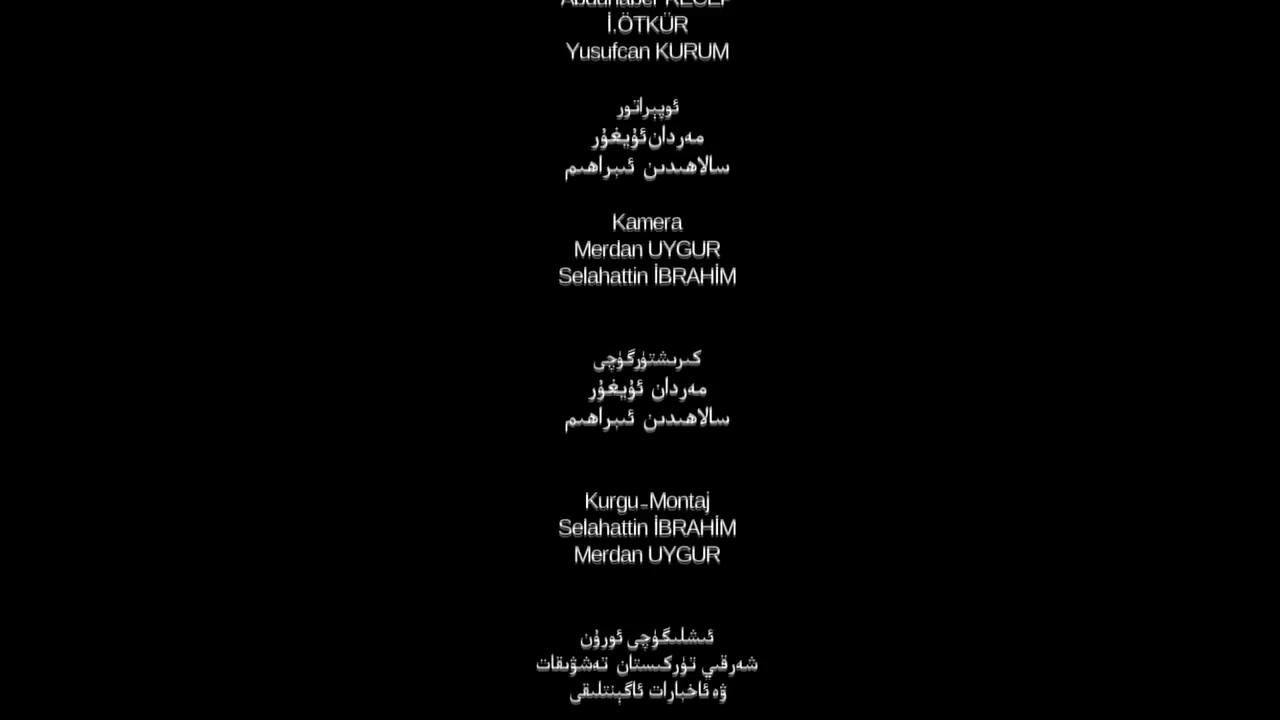 İ.ÖTKÜR
Yusufcan KURUM
ئوپېراتور
مەردان ئۇيغۇر
سالاھىدىن ئىبراھىم
Kamera
Merdan UYGUR
Selahattin İBRAHİM
كىرىشتۈرگۈچى
مەردان ئۇيغۇر
سالاھىدىن ئىبراھىم
Kurgu-Montaj
Selahattin İBRAHİM
Merdan UYGUR
ئىشلىگۈچى ئورۇن
شەرقىي تۈركىستان تەشۋىقات
ۋە ئاخبارات ئاگېنتلىقى